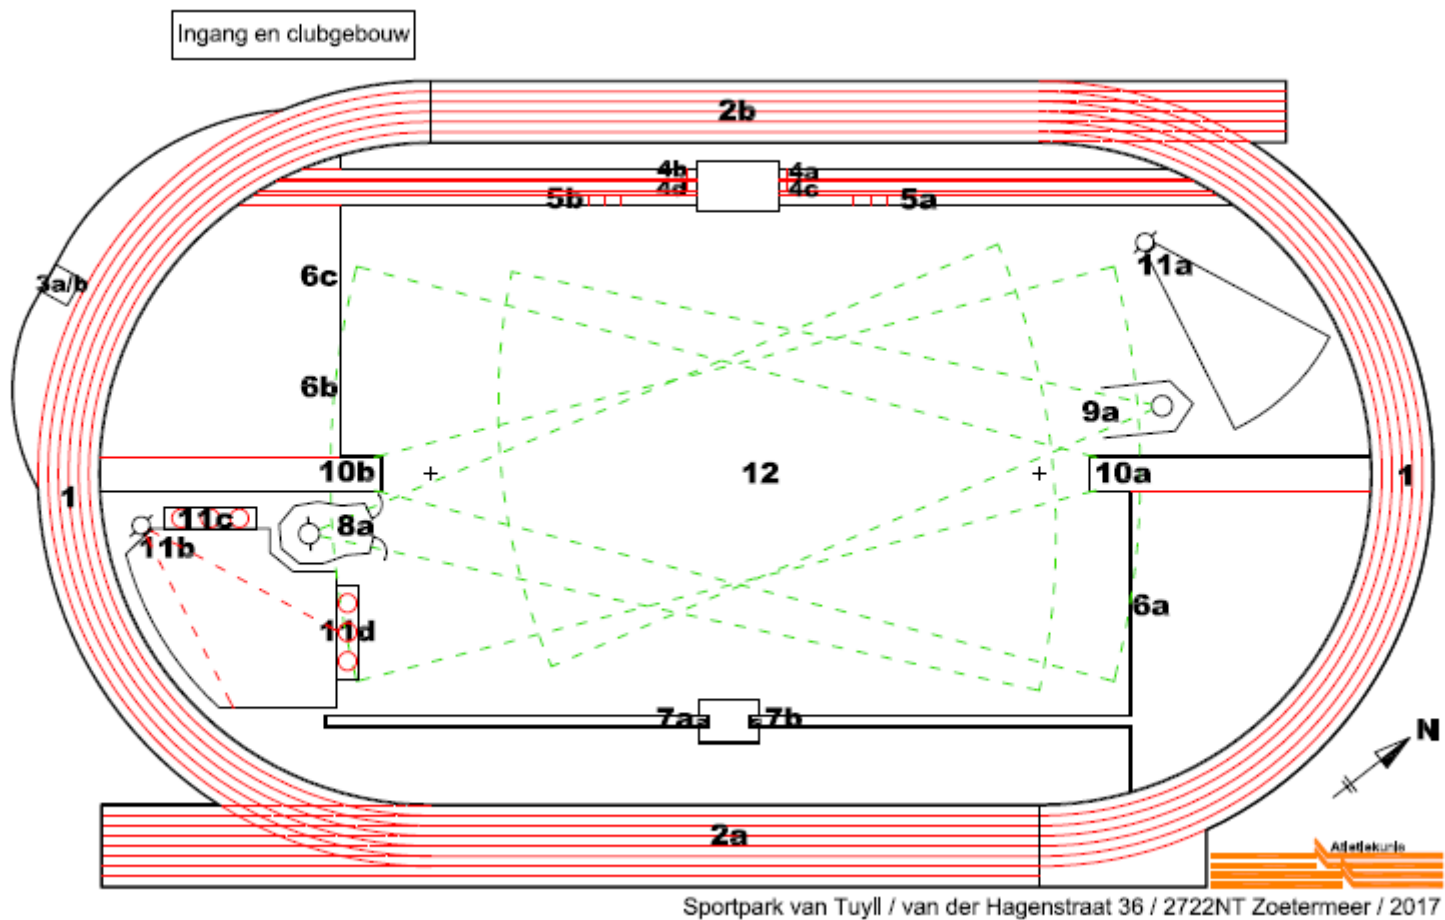 Ingang en clubgebouw
2b
4b 4a
4d 4c
5b 5a
11a
6c
3a/b
6b
9a
10b 12 10a
1 1
11c
8a
11b
6a
11d
7a 7b
N
2a
Atletiekunie
Sportpark van Tuyll / van der Hagenstraat 36 / 2722NT Zoetermeer / 2017